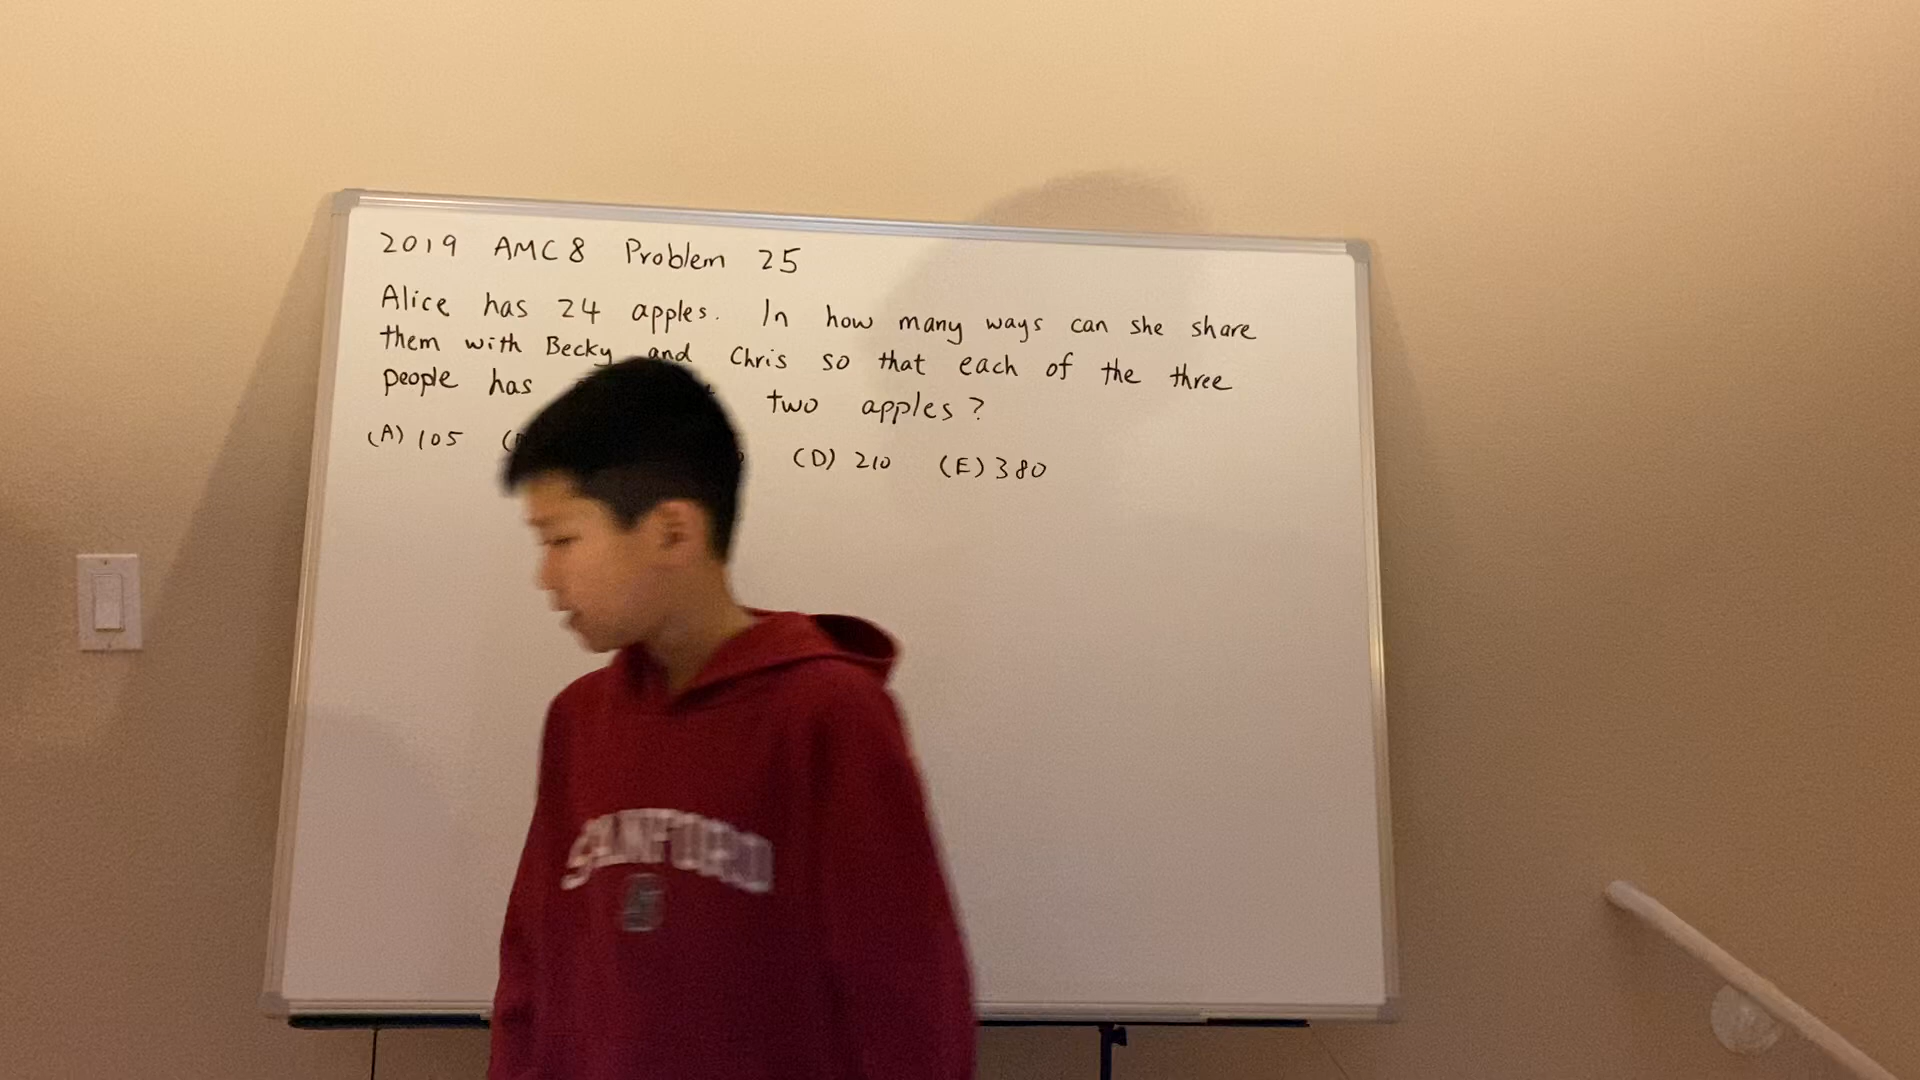 2019 AMC 8 Problem 25
Alice has 24 apples. In how many ways can she share
them with Becky and Chris so that each of the three
people has two apples?
(A) 105 (D) 210 (E) 380
STANFORD